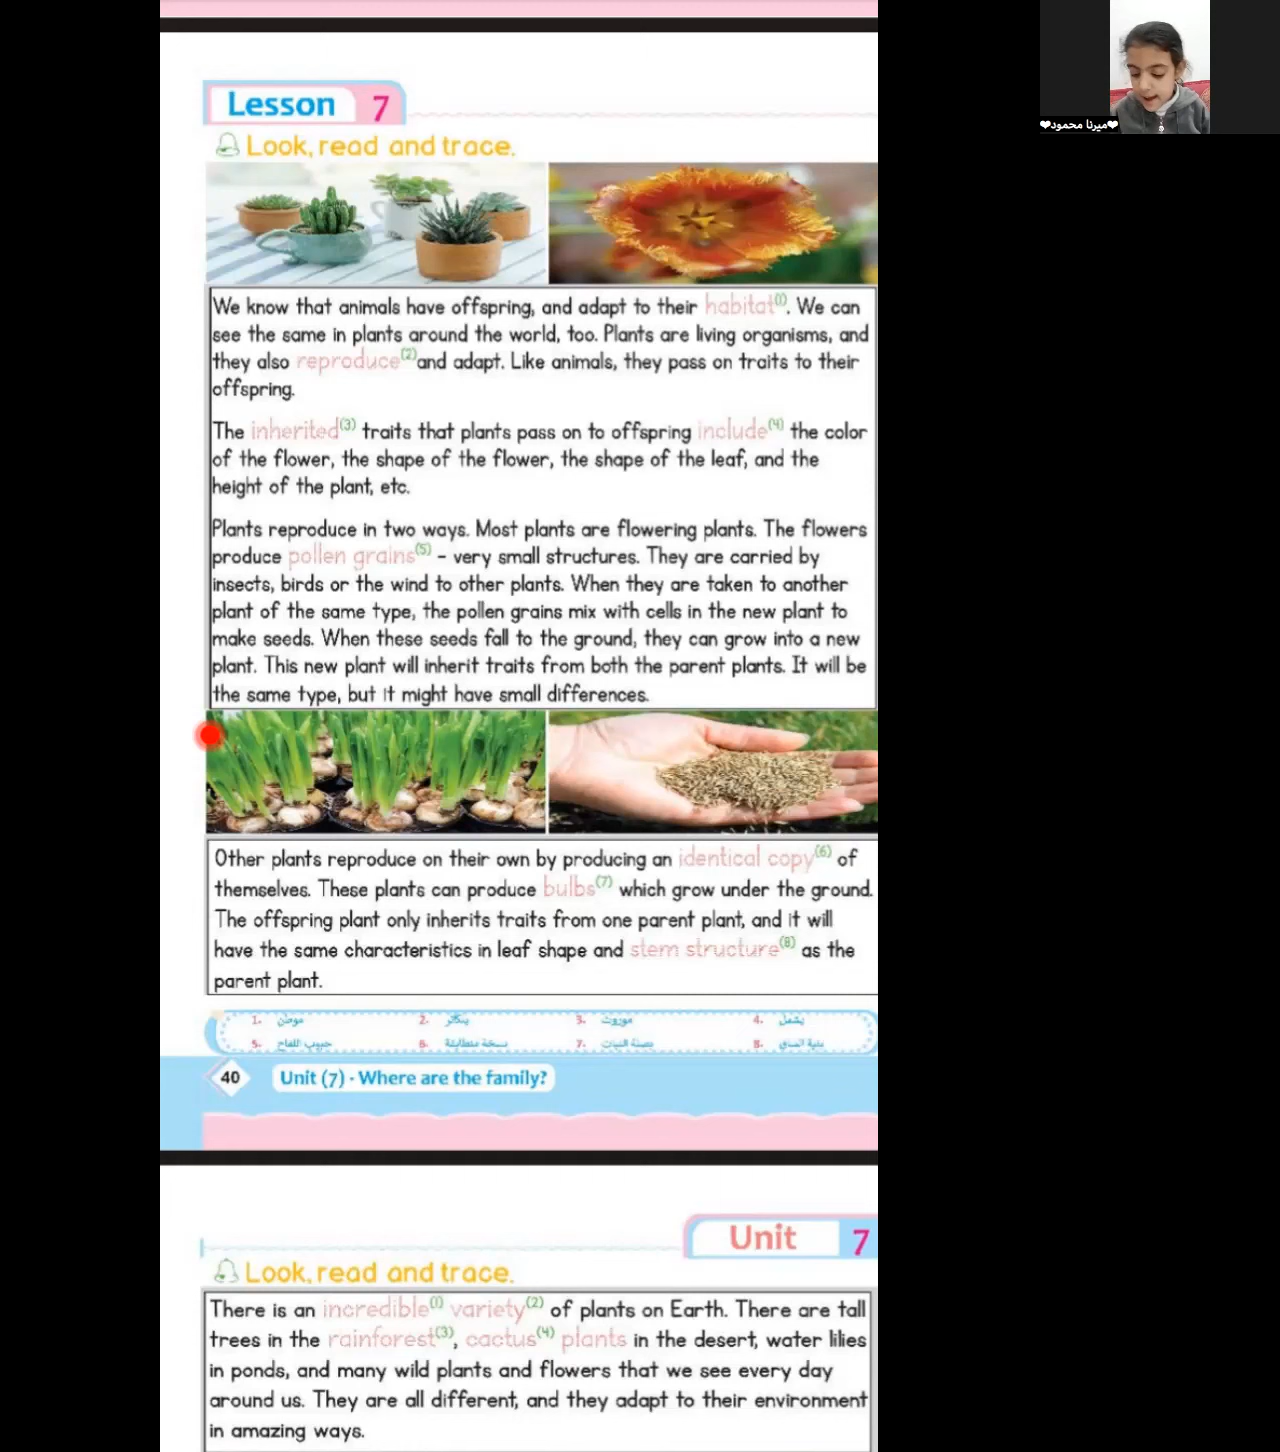 Lesson 7
Look, read and trace.
❤ميرنا محمود❤
We know that animals have offspring, and adapt to their habitat(1). We can
see the same in plants around the world, too. Plants are living organisms, and
they also reproduce(2) and adapt. Like animals, they pass on traits to their
offspring.
The inherited(3) traits that plants pass on to offspring include(4) the color
of the flower, the shape of the flower, the shape of the leaf, and the
height of the plant, etc.
Plants reproduce in two ways. Most plants are flowering plants. The flowers
produce pollen grains(5) - very small structures. They are carried by
insects, birds or the wind to other plants. When they are taken to another
plant of the same type, the pollen grains mix with cells in the new plant to
make seeds. When these seeds fall to the ground, they can grow into a new
plant. This new plant will inherit traits from both the parent plants. It will be
the same type, but it might have small differences.
Other plants reproduce on their own by producing an identical copy(6) of
themselves. These plants can produce bulbs(7) which grow under the ground.
The offspring plant only inherits traits from one parent plant, and it will
have the same characteristics in leaf shape and stem structure(8) as the
parent plant.
1. موطن 2. يتكاثر 3. موروث 4. يشمل
5. حبوب اللقاح 6. نسخة متطابقة 7. بصلة النبات 8. بنية الساق
40 Unit (7) - Where are the family?
Unit 7
Look, read and trace.
There is an incredible(1) variety(2) of plants on Earth. There are tall
trees in the rainforest(3), cactus(4) plants in the desert, water lilies
in ponds, and many wild plants and flowers that we see every day
around us. They are all different, and they adapt to their environment
in amazing ways.